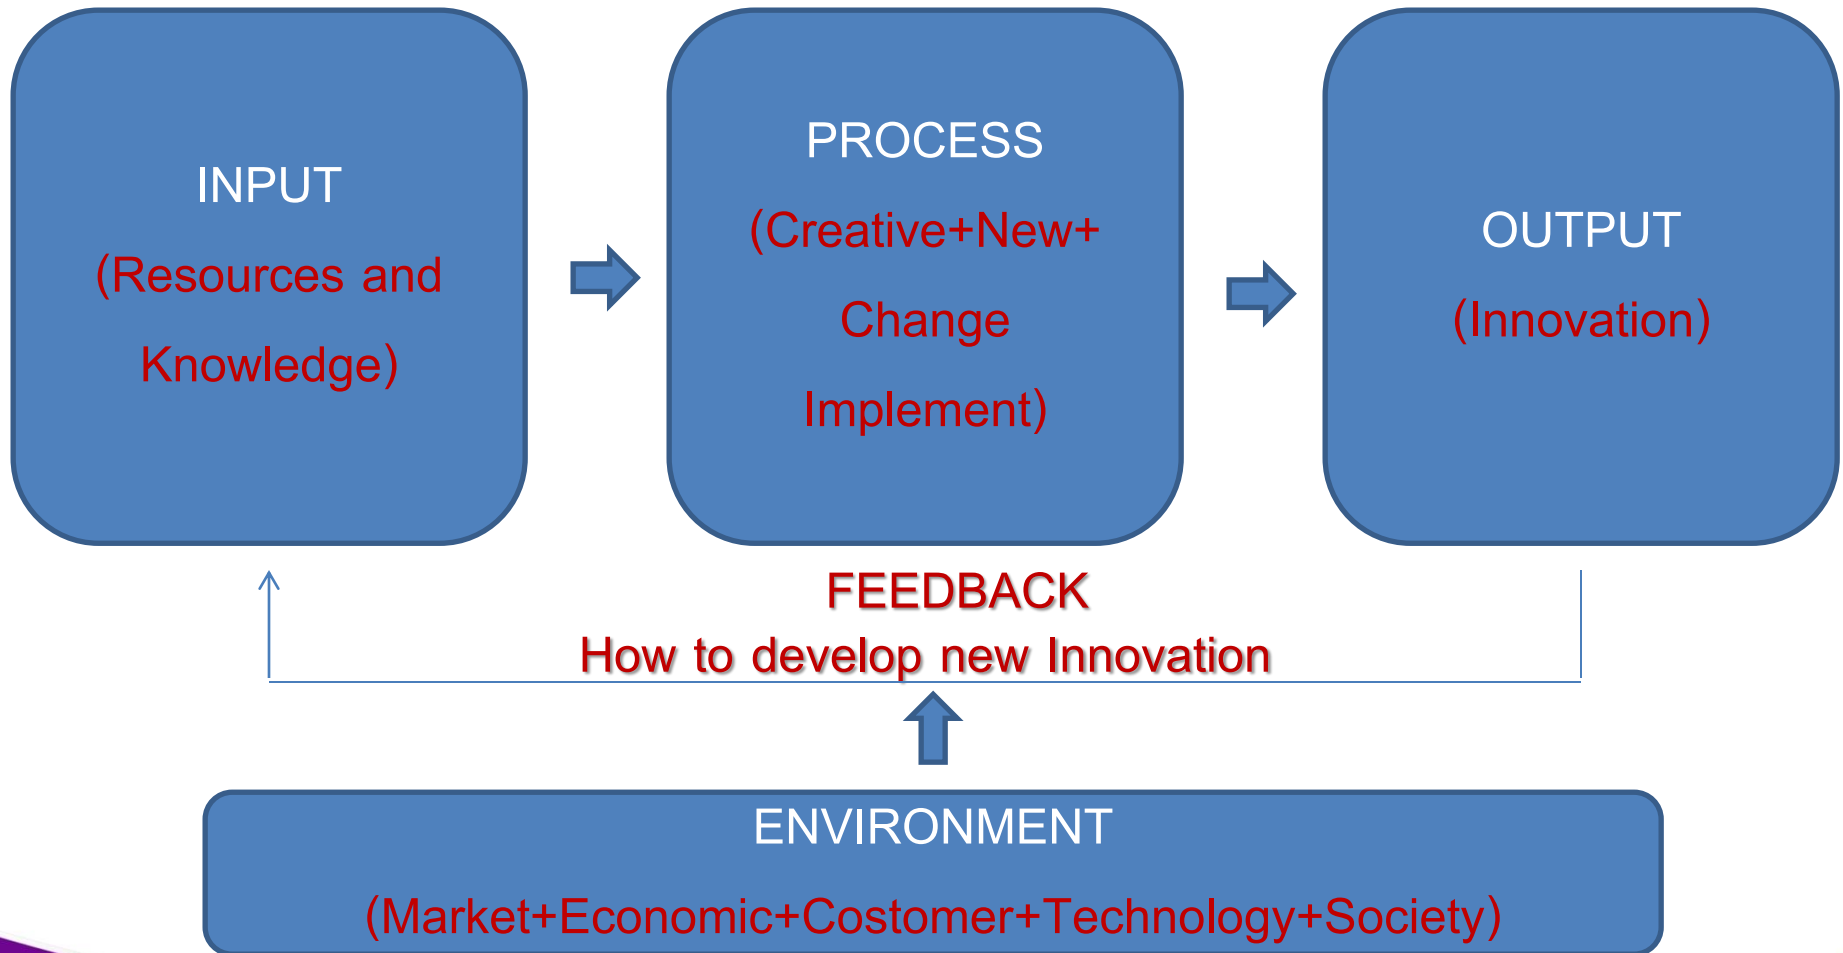 INPUT
(Resources and
Knowledge)
PROCESS
(Creative+New+
Change
Implement)
OUTPUT
(Innovation)
FEEDBACK
How to develop new Innovation
ENVIRONMENT
(Market+Economic+Costomer+Technology+Society)